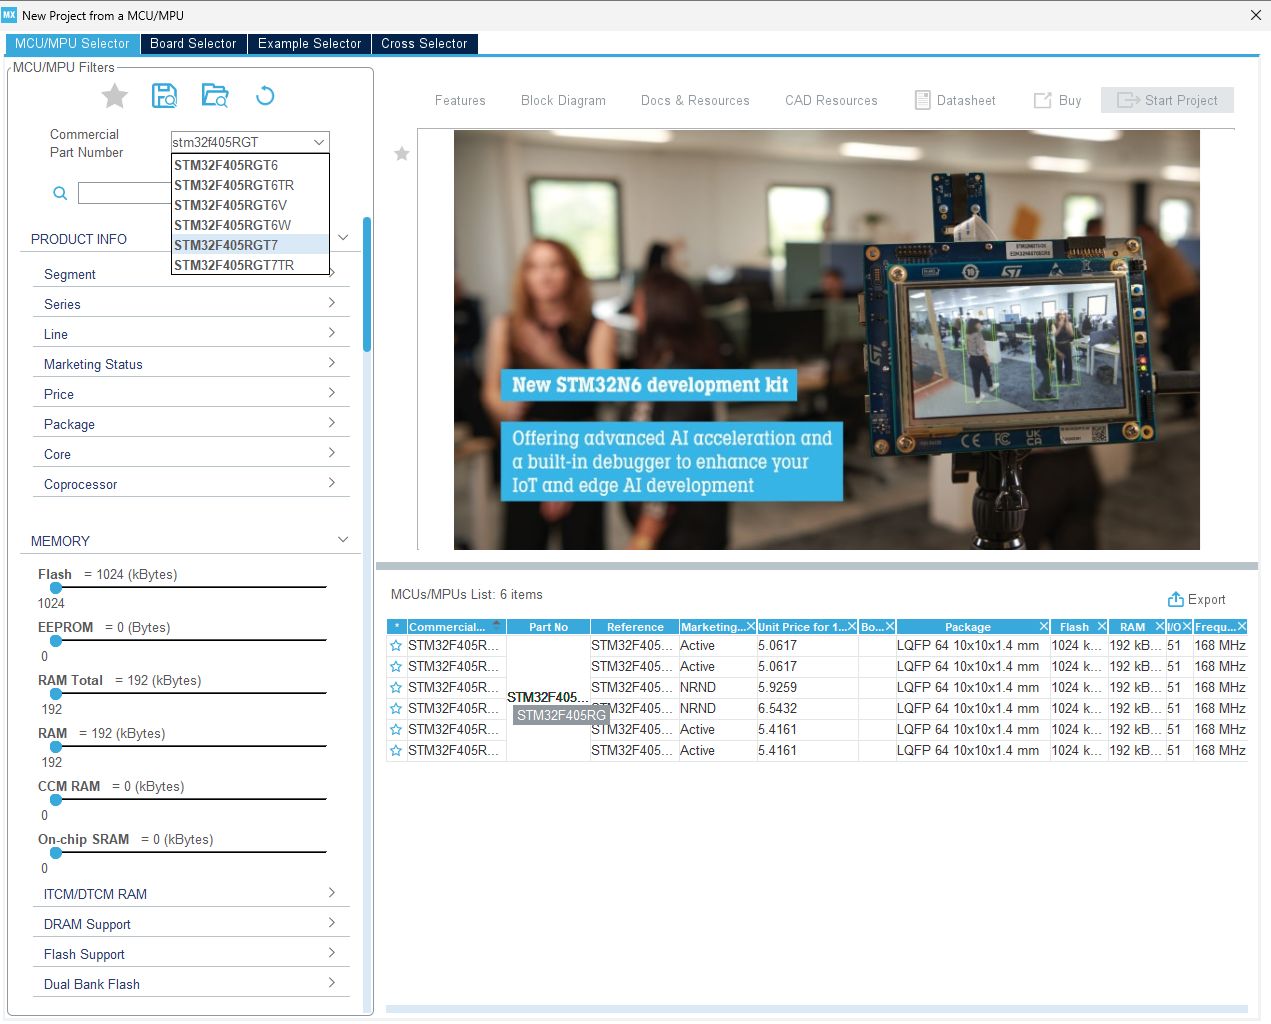 MX New Project from a MCU/MPU
MCU/MPU Selector Board Selector Example Selector Cross Selector
MCU/MPU Filters
Commercial
Part Number
stm32f405RGT
STM32F405RGT6
STM32F405RGT6TR
STM32F405RGT6V
STM32F405RGT6W
STM32F405RGT7
STM32F405RGT7TR
PRODUCT INFO
Segment
Series
Line
Marketing Status
Price
Package
Core
Coprocessor
MEMORY
Flash = 1024 (kBytes)
1024
EEPROM = 0 (Bytes)
0
RAM Total = 192 (kBytes)
192
RAM = 192 (kBytes)
192
CCM RAM = 0 (kBytes)
0
On-chip SRAM = 0 (kBytes)
0
ITCM/DTCM RAM
DRAM Support
Flash Support
Dual Bank Flash
Features Block Diagram Docs & Resources CAD Resources Datasheet Buy Start Project
New STM32N6 development kit
Offering advanced AI acceleration and
a built-in debugger to enhance your
IoT and edge AI development
MCUs/MPUs List: 6 items
Export
* Commercial... Part No Reference Marketing... Unit Price for 1... Bo... Package Flash RAM I/O Frequ...
STM32F405R... STM32F405... Active 5.0617 LQFP 64 10x10x1.4 mm 1024 k... 192 kB... 51 168 MHz
STM32F405R... STM32F405... Active 5.0617 LQFP 64 10x10x1.4 mm 1024 k... 192 kB... 51 168 MHz
STM32F405R... STM32F405... NRND 5.9259 LQFP 64 10x10x1.4 mm 1024 k... 192 kB... 51 168 MHz
STM32F405...
STM32F405R... STM32F405... NRND 6.5432 LQFP 64 10x10x1.4 mm 1024 k... 192 kB... 51 168 MHz
STM32F405RG
STM32F405R... STM32F405... Active 5.4161 LQFP 64 10x10x1.4 mm 1024 k... 192 kB... 51 168 MHz
STM32F405R... STM32F405... Active 5.4161 LQFP 64 10x10x1.4 mm 1024 k... 192 kB... 51 168 MHz